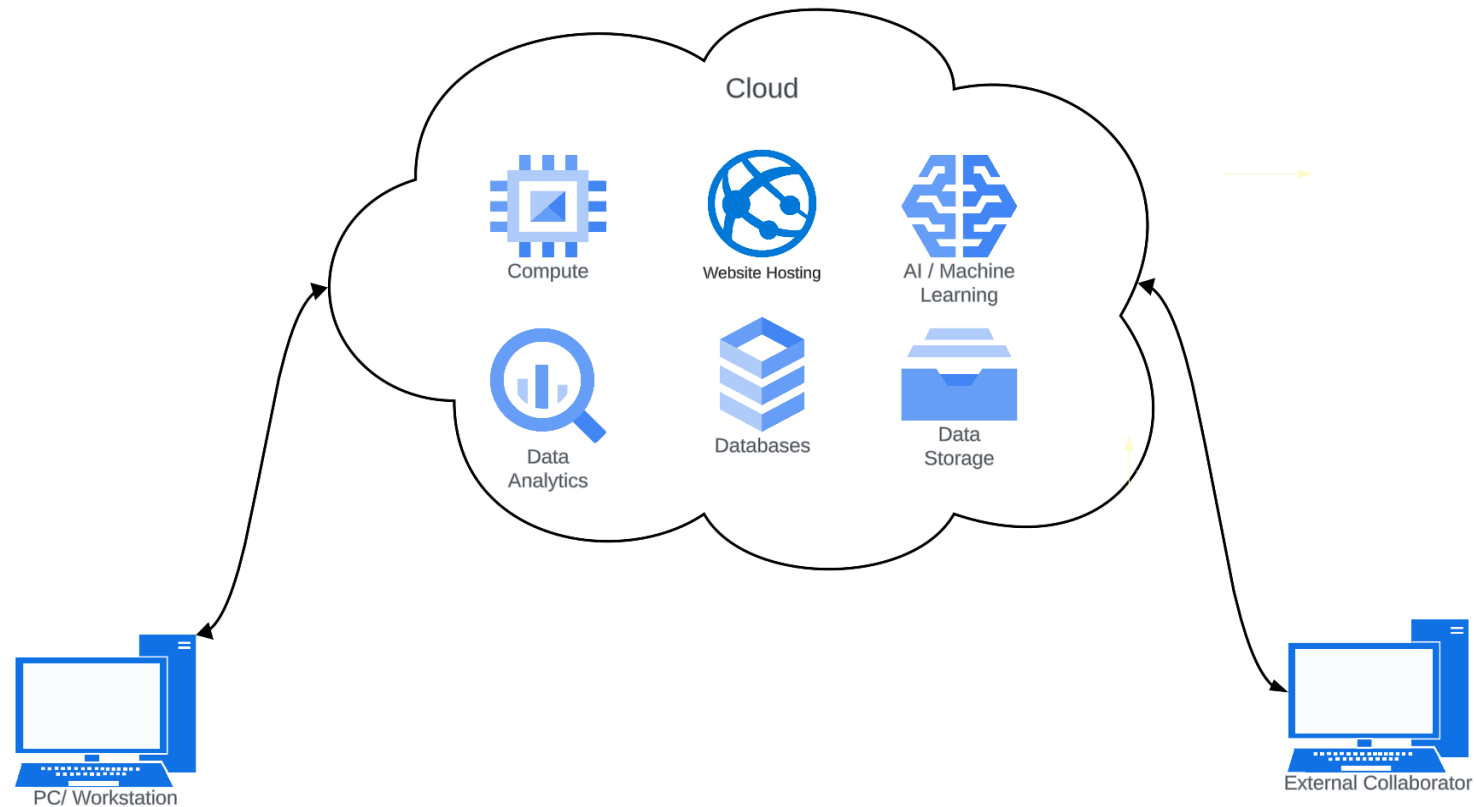 Cloud
Compute
Website Hosting
AI / Machine
Learning
Data
Analytics
Databases
Data
Storage
PC/ Workstation
External Collaborator